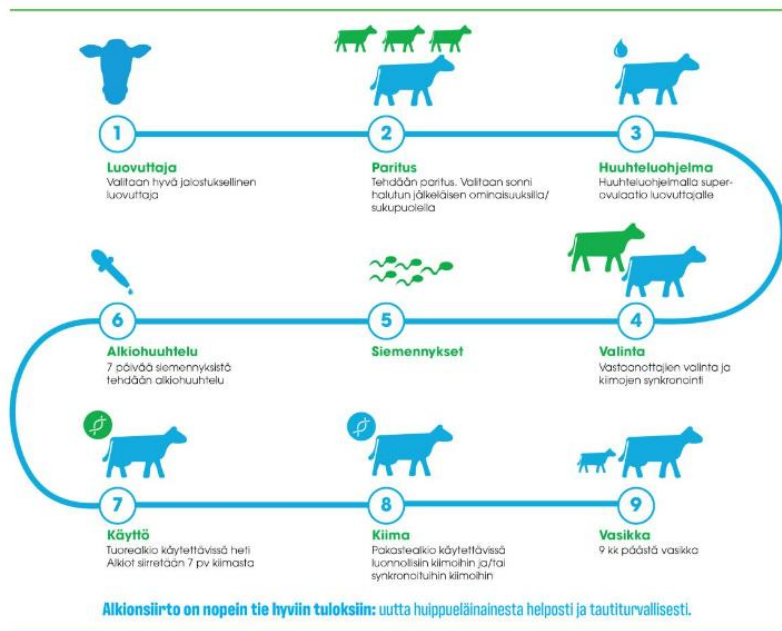 1
Luovuttaja
Valitaan hyvä jalostuksellinen
luovuttaja
2
Paritus
Tehdään paritus. Valitaan sonni
halutun jälkeläisen ominaisuuksilla/
sukupuolella
3
Huuhteluohjelma
Huuhteluohjelmalla super-
ovulaatio luovuttajalle
6
Alkiohuuhtelu
7 päivää siemennyksistä
tehdään alkiohuuhtelu
5
Siemennykset
4
Valinta
Vastaanottajien valinta ja
kiimojen synkronointi
7
Käyttö
Tuorealkio käytettävissä heti
Alkiot siirretään 7 pv kiimasta
8
Kiima
Pakastealkio käytettävissä
luonnollisiin kiimoihin ja/tai
synkronoituihin kiimoihin
9
Vasikka
9 kk päästä vasikka
Alkionsiirto on nopein tie hyviin tuloksiin: uutta huippueläinainesta helposti ja tautiturvallisesti.